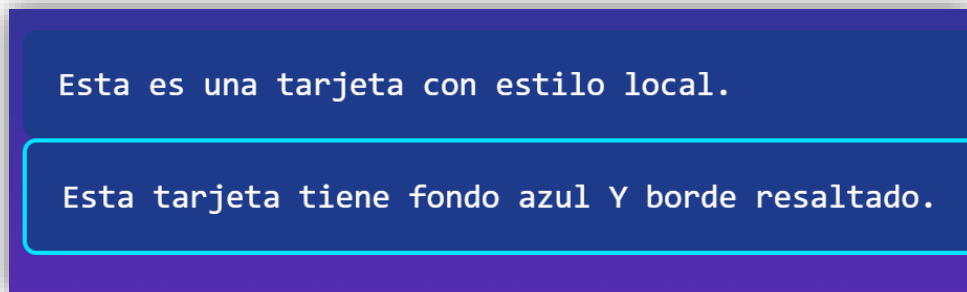 Esta es una tarjeta con estilo local.
Esta tarjeta tiene fondo azul Y borde resaltado.